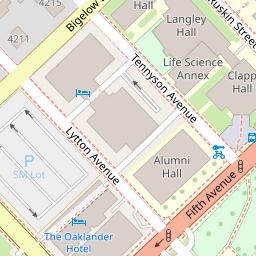 4215
4211
Bigelow
Hall
Langley
Hall
Ruskin Street
Tennyson Avenue
Life Science
Annex
Clapp
Hall
Lytton Avenue
P
SM Lot
Alumni
Hall
Fifth Avenue
The Oaklander
Hotel